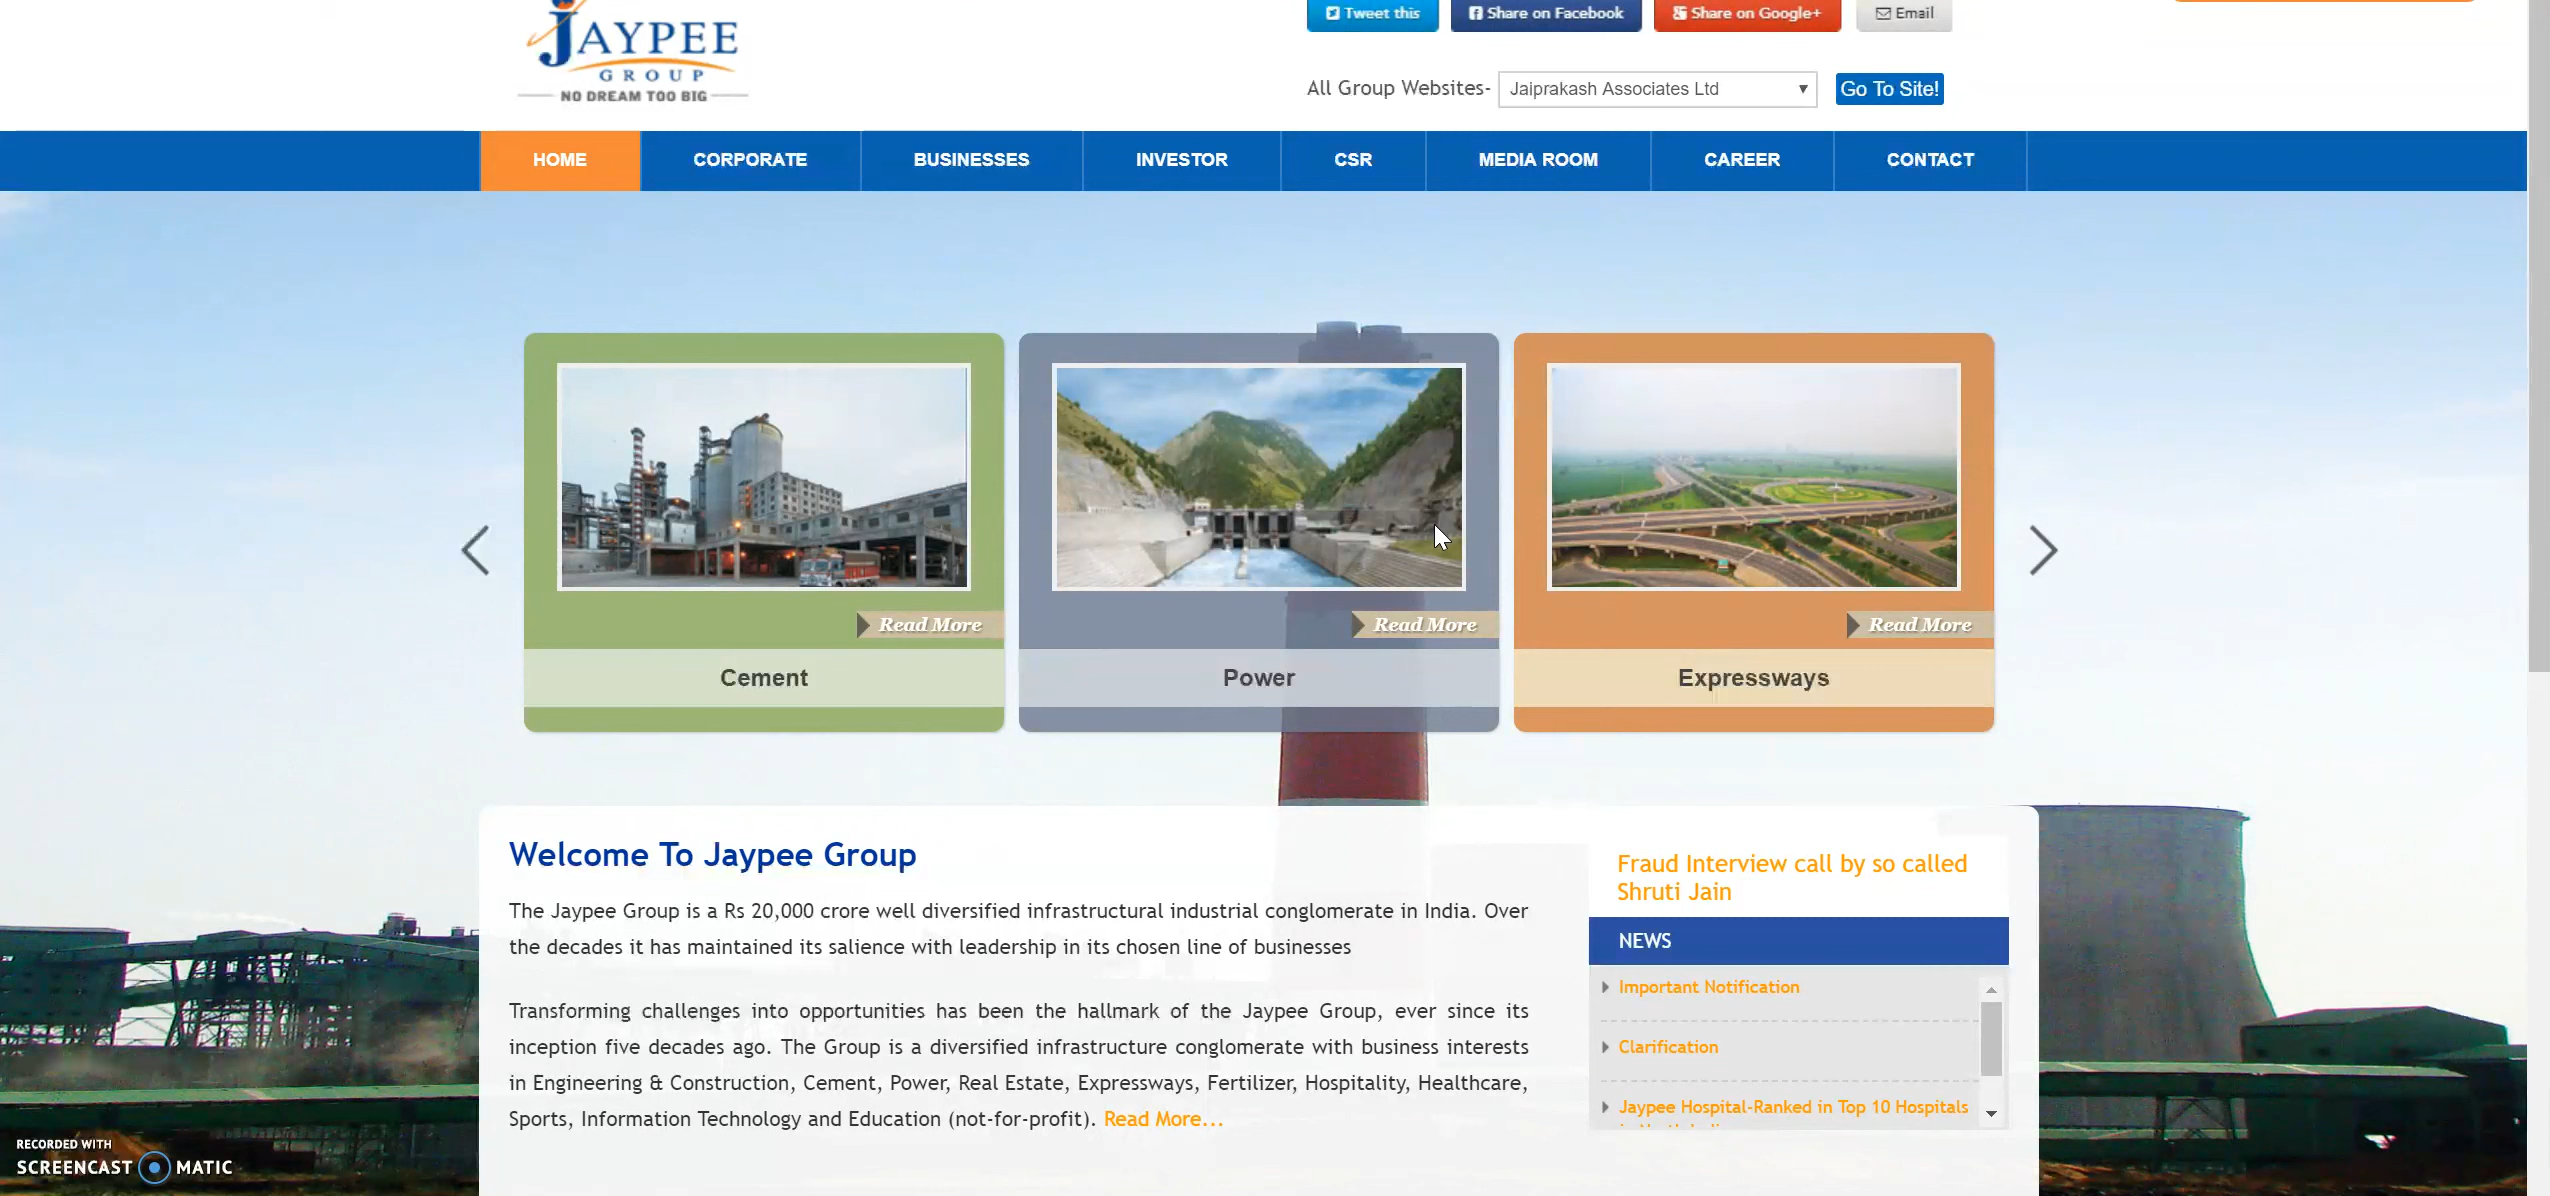 JAYPEE
GROUP
NO DREAM TOO BIG
Tweet this
Share on Facebook
Share on Google+
Email
All Group Websites-
Jaiprakash Associates Ltd
Go To Site!
HOME
CORPORATE
BUSINESSES
INVESTOR
CSR
MEDIA ROOM
CAREER
CONTACT
Read More
Cement
Read More
Power
Read More
Expressways
Welcome To Jaypee Group
The Jaypee Group is a Rs 20,000 crore well diversified infrastructural industrial conglomerate in India. Over
the decades it has maintained its salience with leadership in its chosen line of businesses
Transforming challenges into opportunities has been the hallmark of the Jaypee Group, ever since its
inception five decades ago. The Group is a diversified infrastructure conglomerate with business interests
in Engineering & Construction, Cement, Power, Real Estate, Expressways, Fertilizer, Hospitality, Healthcare,
Sports, Information Technology and Education (not-for-profit). Read More...
Fraud Interview call by so called
Shruti Jain
NEWS
Important Notification
Clarification
Jaypee Hospital-Ranked in Top 10 Hospitals
RECORDED WITH
SCREENCAST MATIC